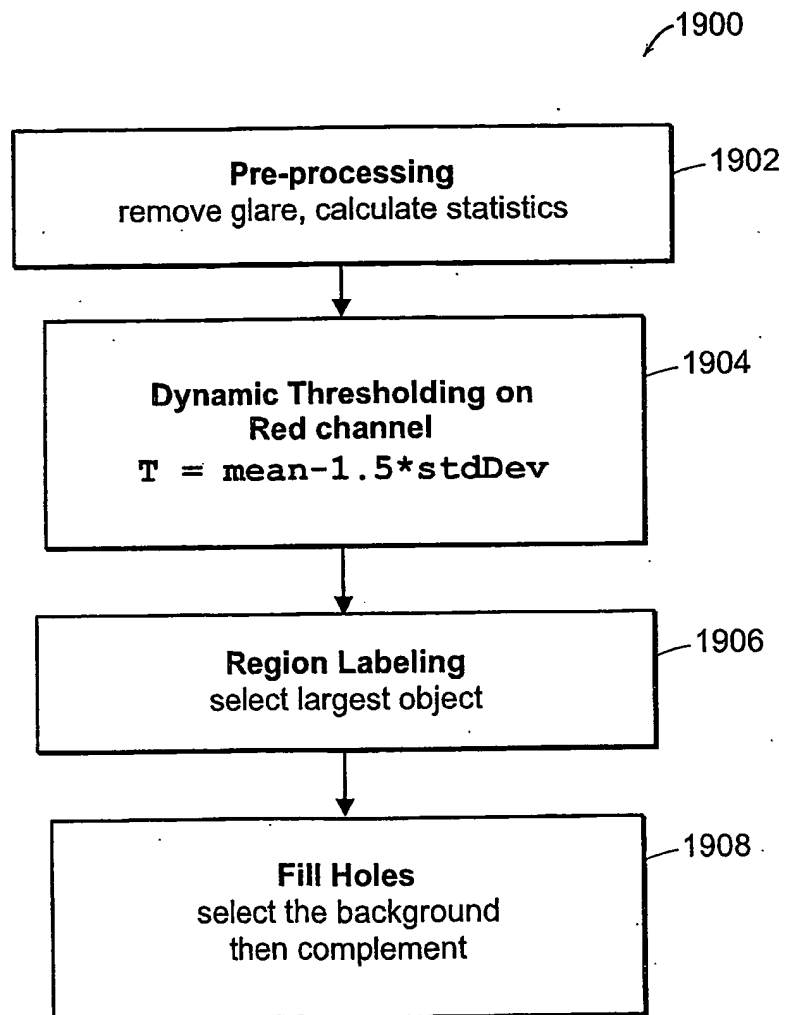 1900
Pre-processing
remove glare, calculate statistics
1902
Dynamic Thresholding on
Red channel
T = mean-1.5*stdDev
1904
Region Labeling
select largest object
1906
Fill Holes
select the background
then complement
1908